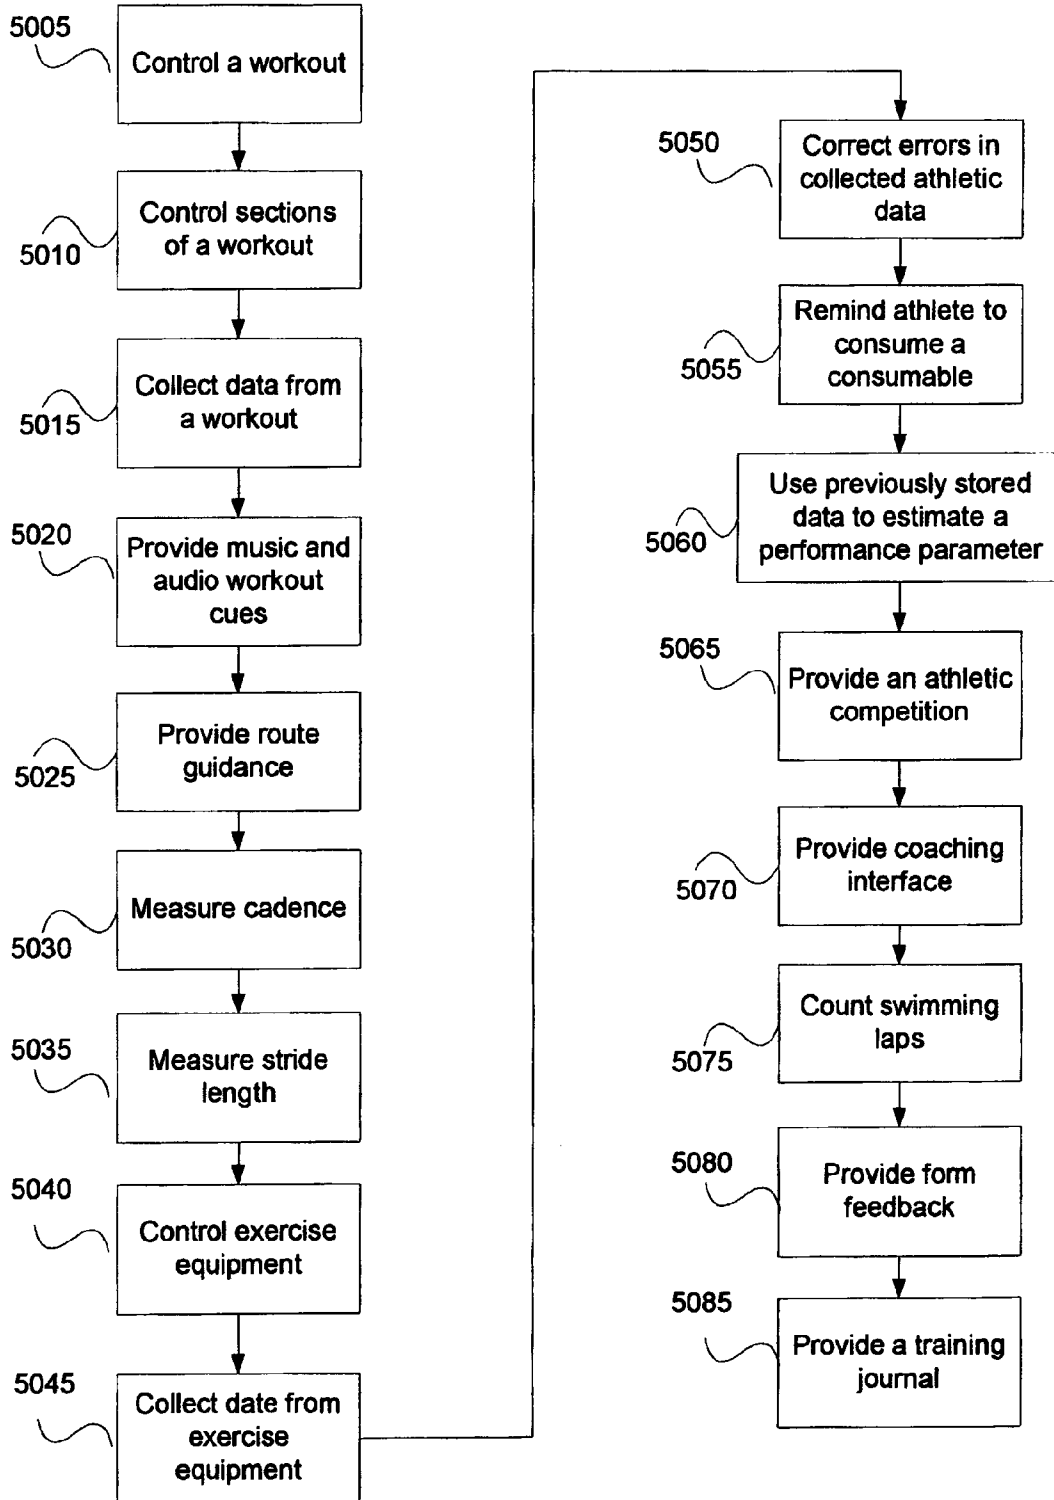 5005
Control a workout
5010
Control sections
of a workout
5015
Collect data from
a workout
5020
Provide music and
audio workout
cues
5025
Provide route
guidance
5030
Measure cadence
5035
Measure stride
length
5040
Control exercise
equipment
5045
Collect date from
exercise
equipment
5050
Correct errors in
collected athletic
data
5055
Remind athlete to
consume a
consumable
5060
Use previously stored
data to estimate a
performance parameter
5065
Provide an athletic
competition
5070
Provide coaching
interface
5075
Count swimming
laps
5080
Provide form
feedback
5085
Provide a training
journal